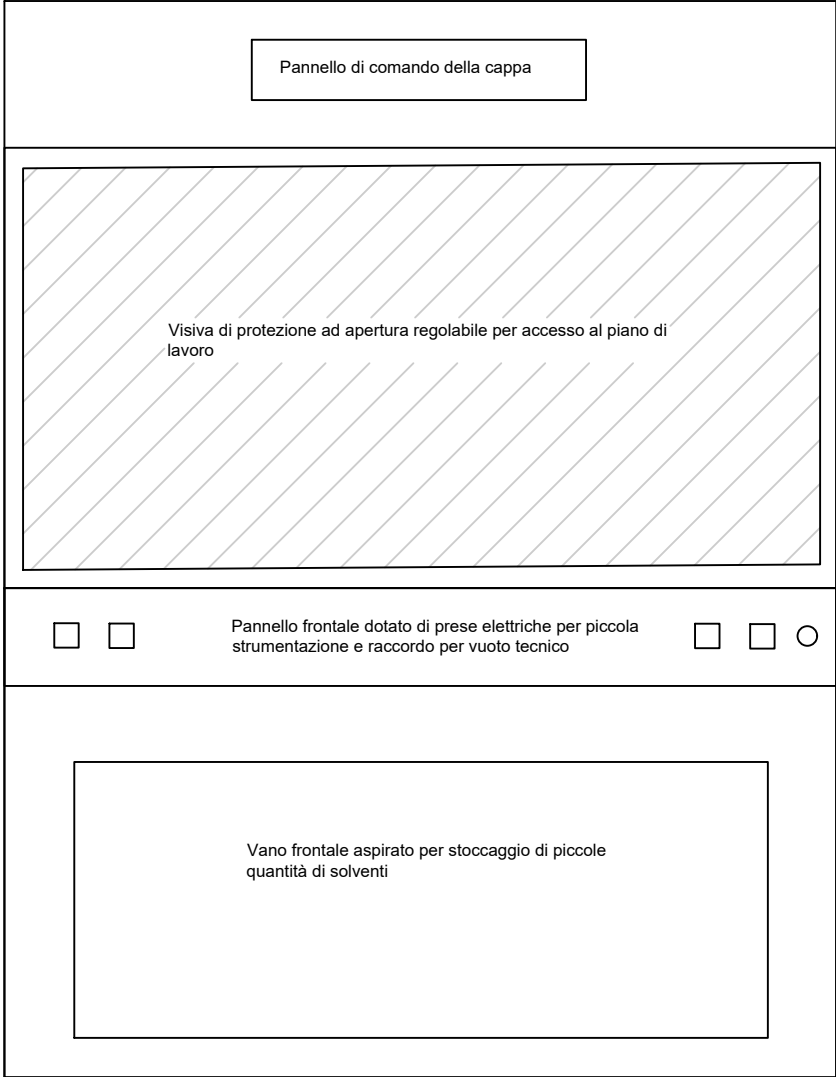 Pannello di comando della cappa
Visiva di protezione ad apertura regolabile per accesso al piano di
lavoro
Pannello frontale dotato di prese elettriche per piccola
strumentazione e raccordo per vuoto tecnico
Vano frontale aspirato per stoccaggio di piccole
quantità di solventi